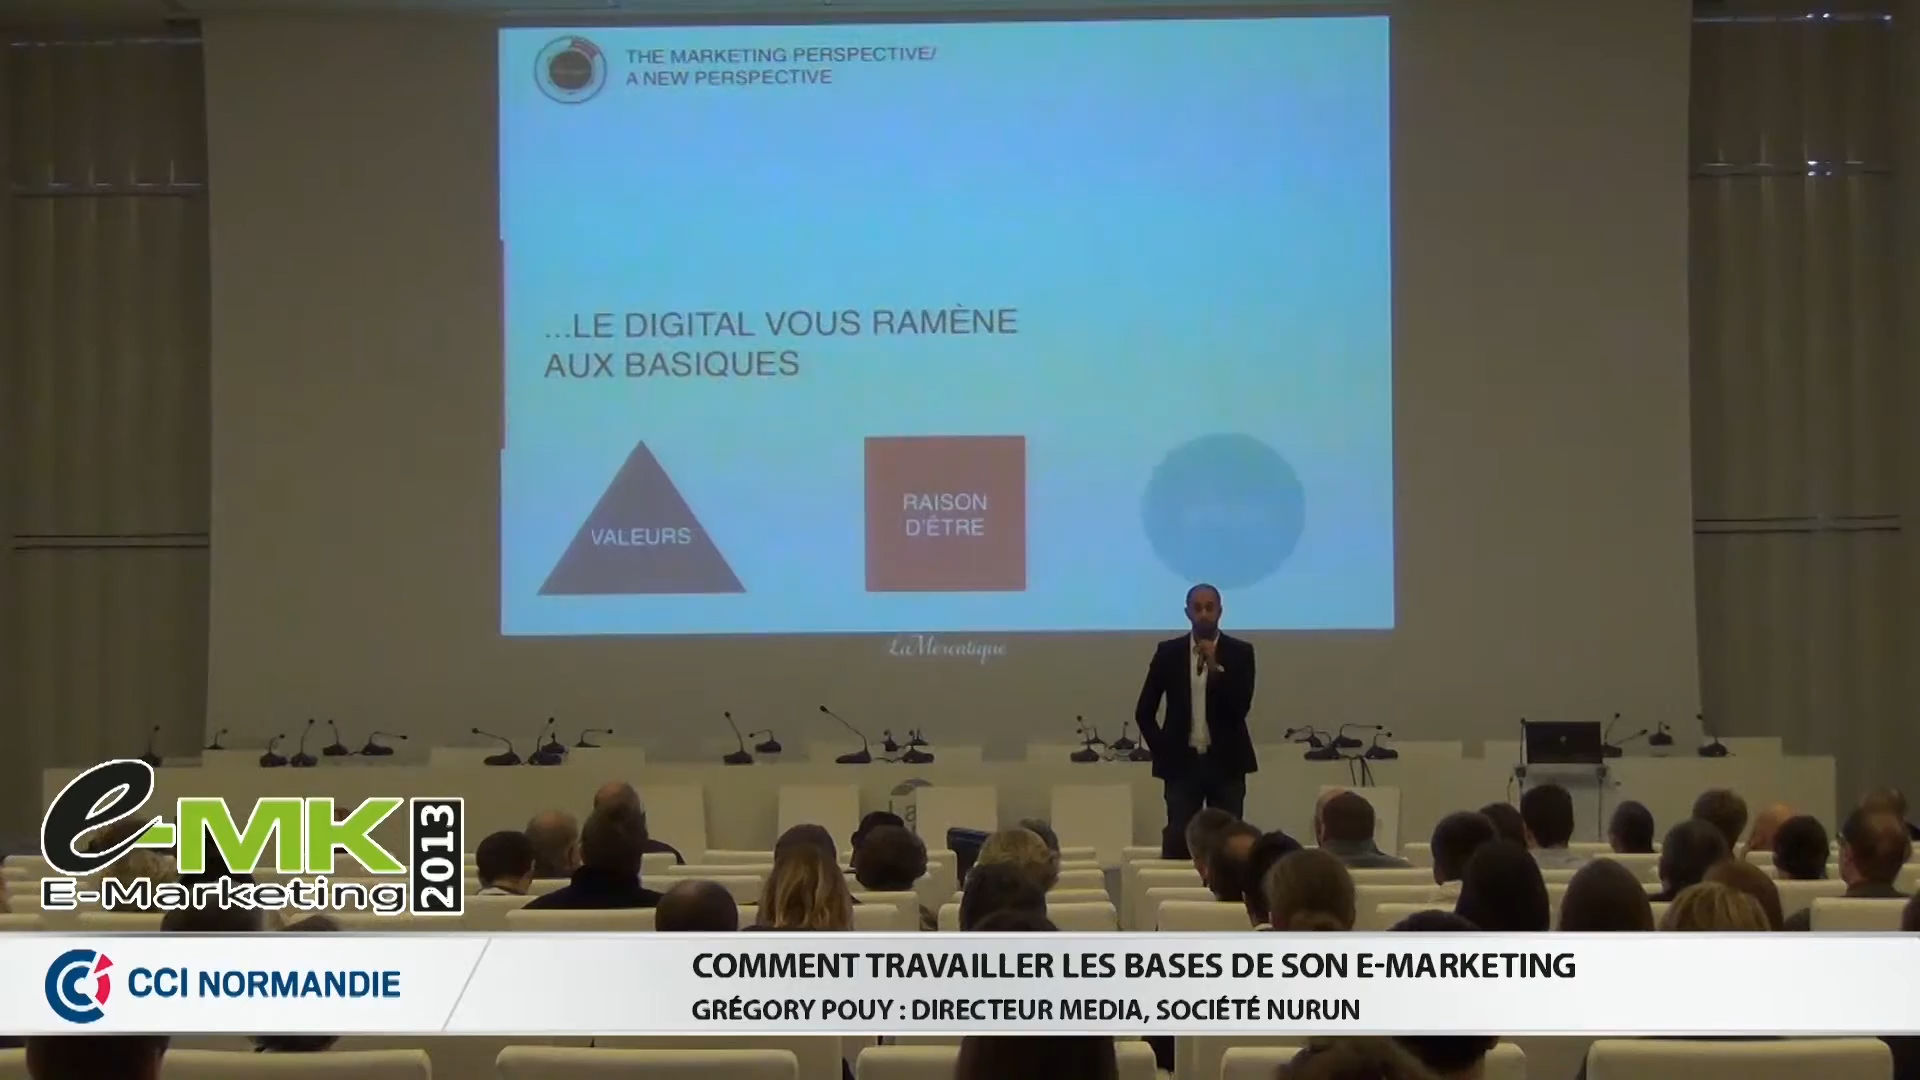 THE MARKETING PERSPECTIVE/
A NEW PERSPECTIVE
...LE DIGITAL VOUS RAMÈNE
AUX BASIQUES
VALEURS
RAISON
D'ÊTRE
LaMercatique
e-MK
E-Marketing
2013
CCI NORMANDIE
COMMENT TRAVAILLER LES BASES DE SON E-MARKETING
GRÉGORY POUY : DIRECTEUR MEDIA, SOCIÉTÉ NURUN